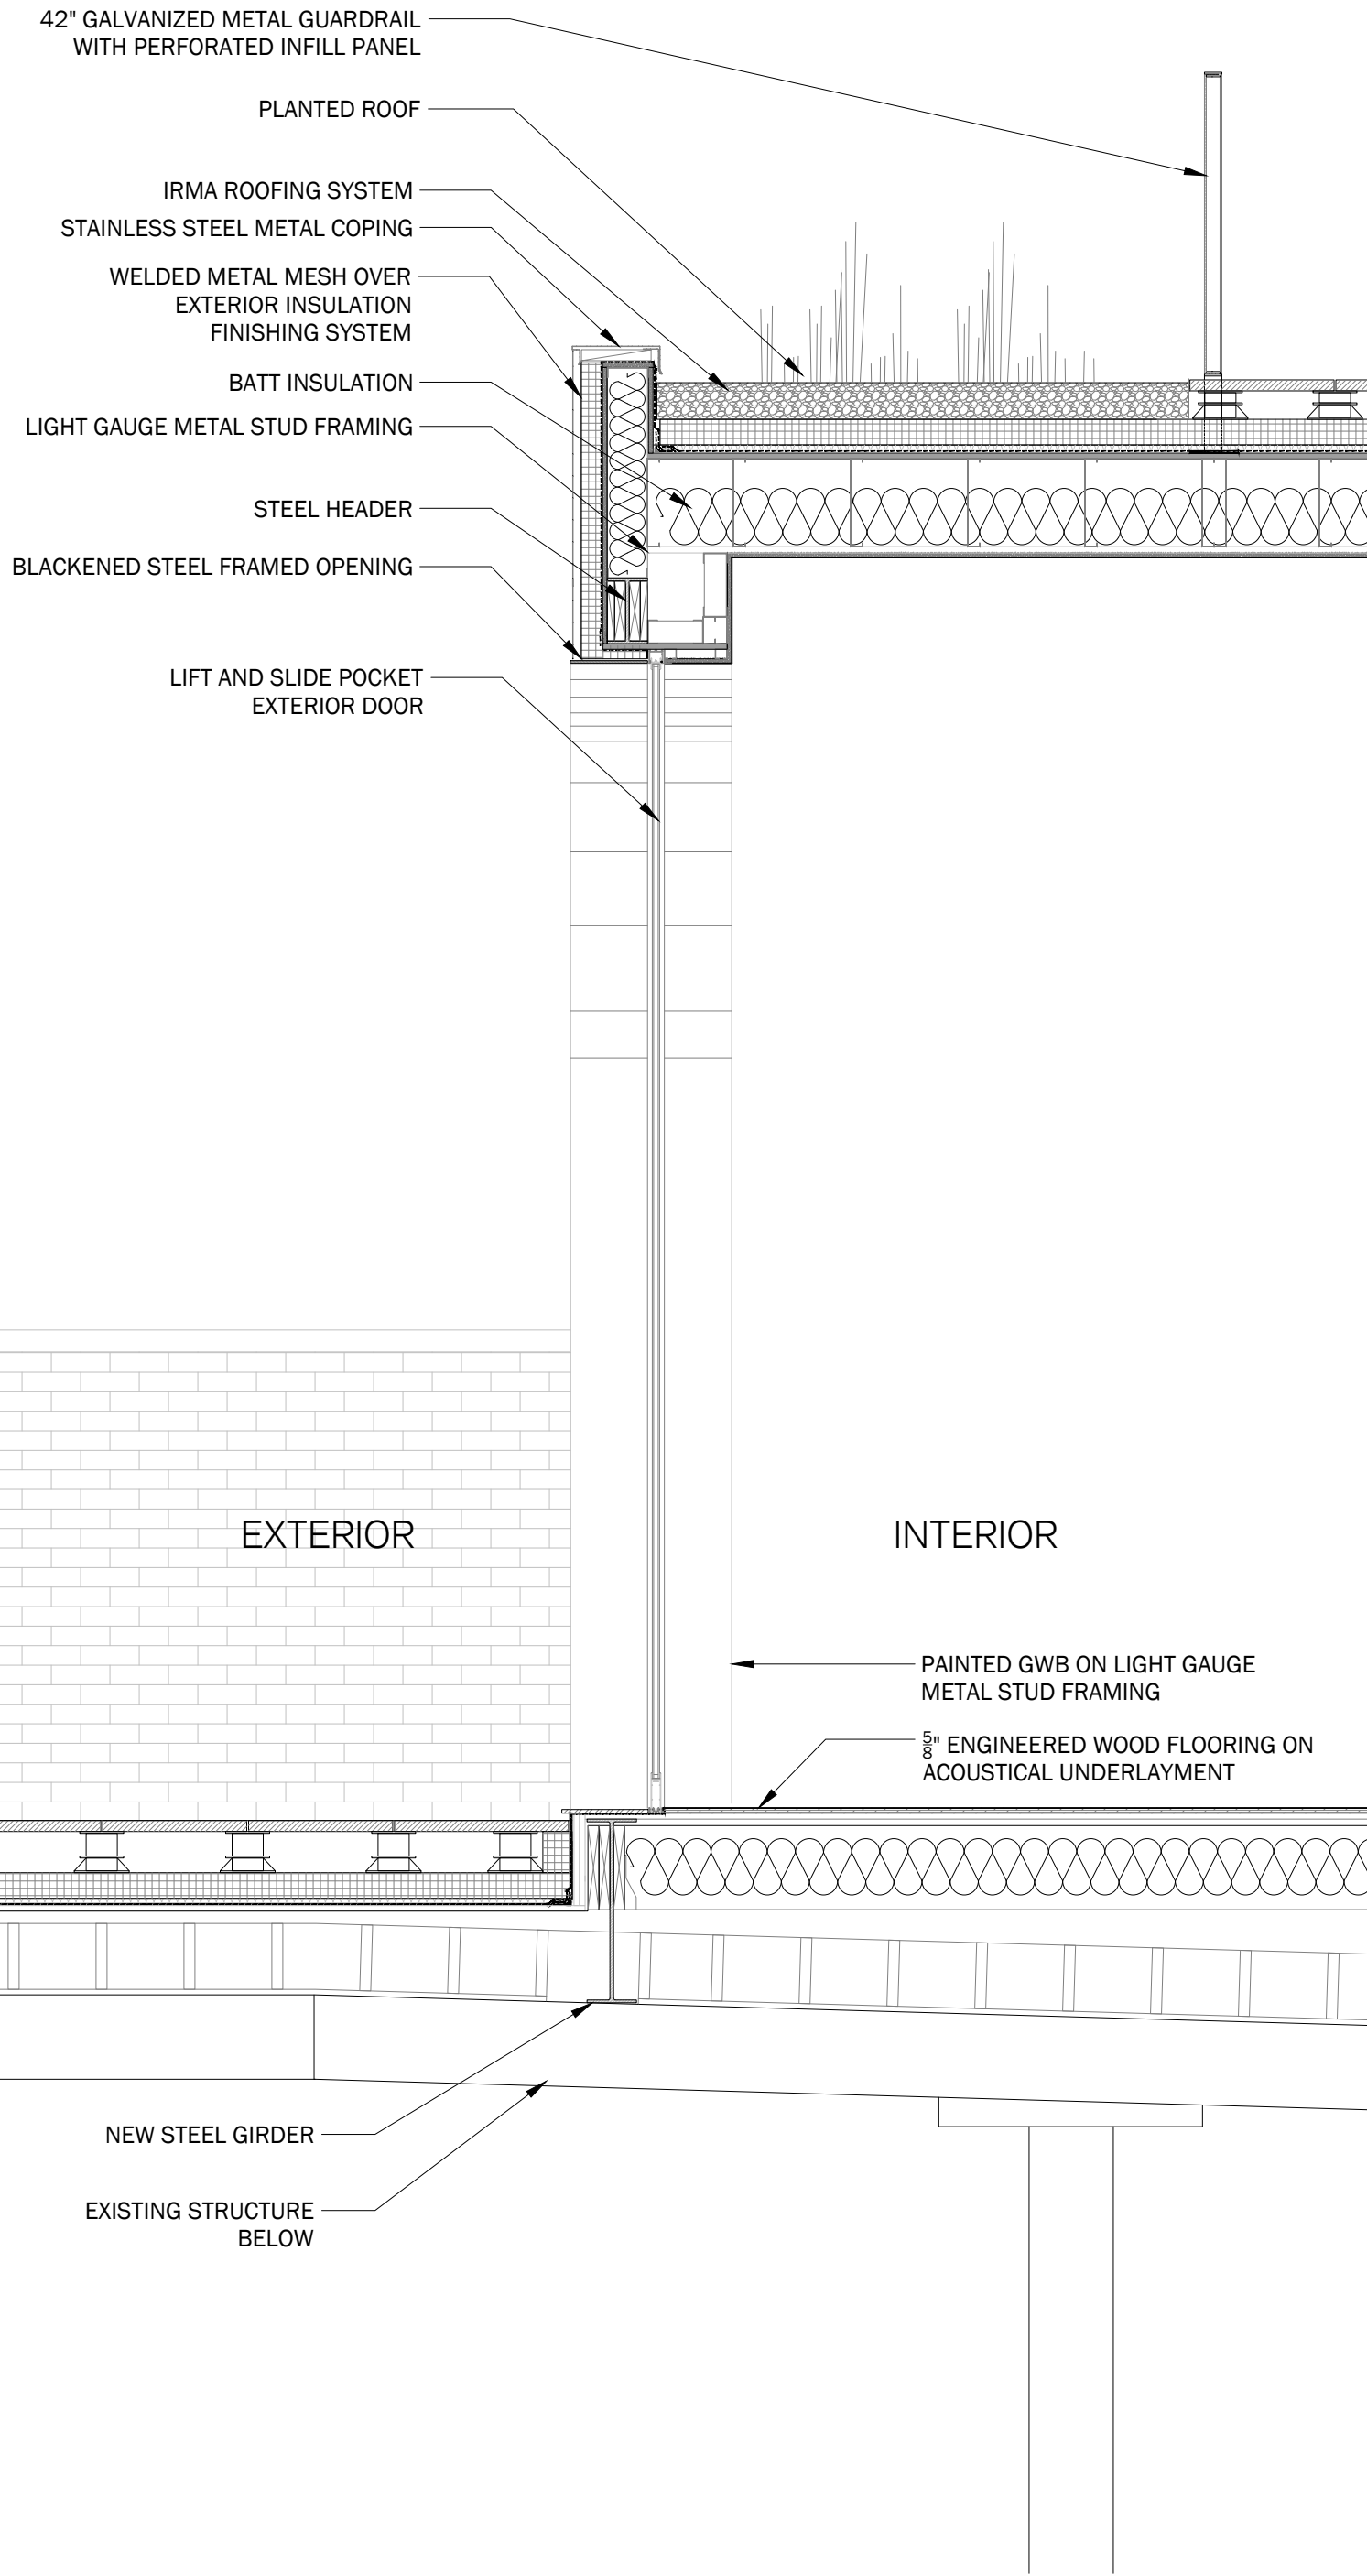 42" GALVANIZED METAL GUARDRAIL
WITH PERFORATED INFILL PANEL
PLANTED ROOF
IRMA ROOFING SYSTEM
STAINLESS STEEL METAL COPING
WELDED METAL MESH OVER
EXTERIOR INSULATION
FINISHING SYSTEM
BATT INSULATION
LIGHT GAUGE METAL STUD FRAMING
STEEL HEADER
BLACKENED STEEL FRAMED OPENING
LIFT AND SLIDE POCKET
EXTERIOR DOOR
EXTERIOR
INTERIOR
PAINTED GWB ON LIGHT GAUGE
METAL STUD FRAMING
5/8" ENGINEERED WOOD FLOORING ON
ACOUSTICAL UNDERLAYMENT
NEW STEEL GIRDER
EXISTING STRUCTURE
BELOW